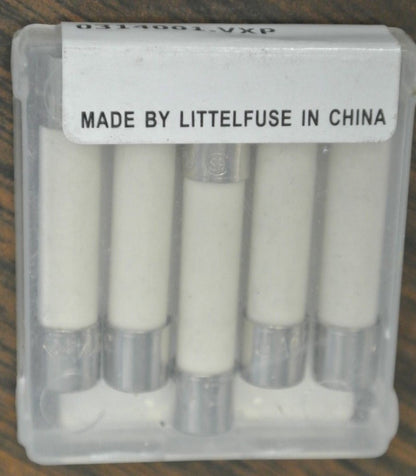 0314001.VXP
MADE BY LITTELFUSE IN CHINA